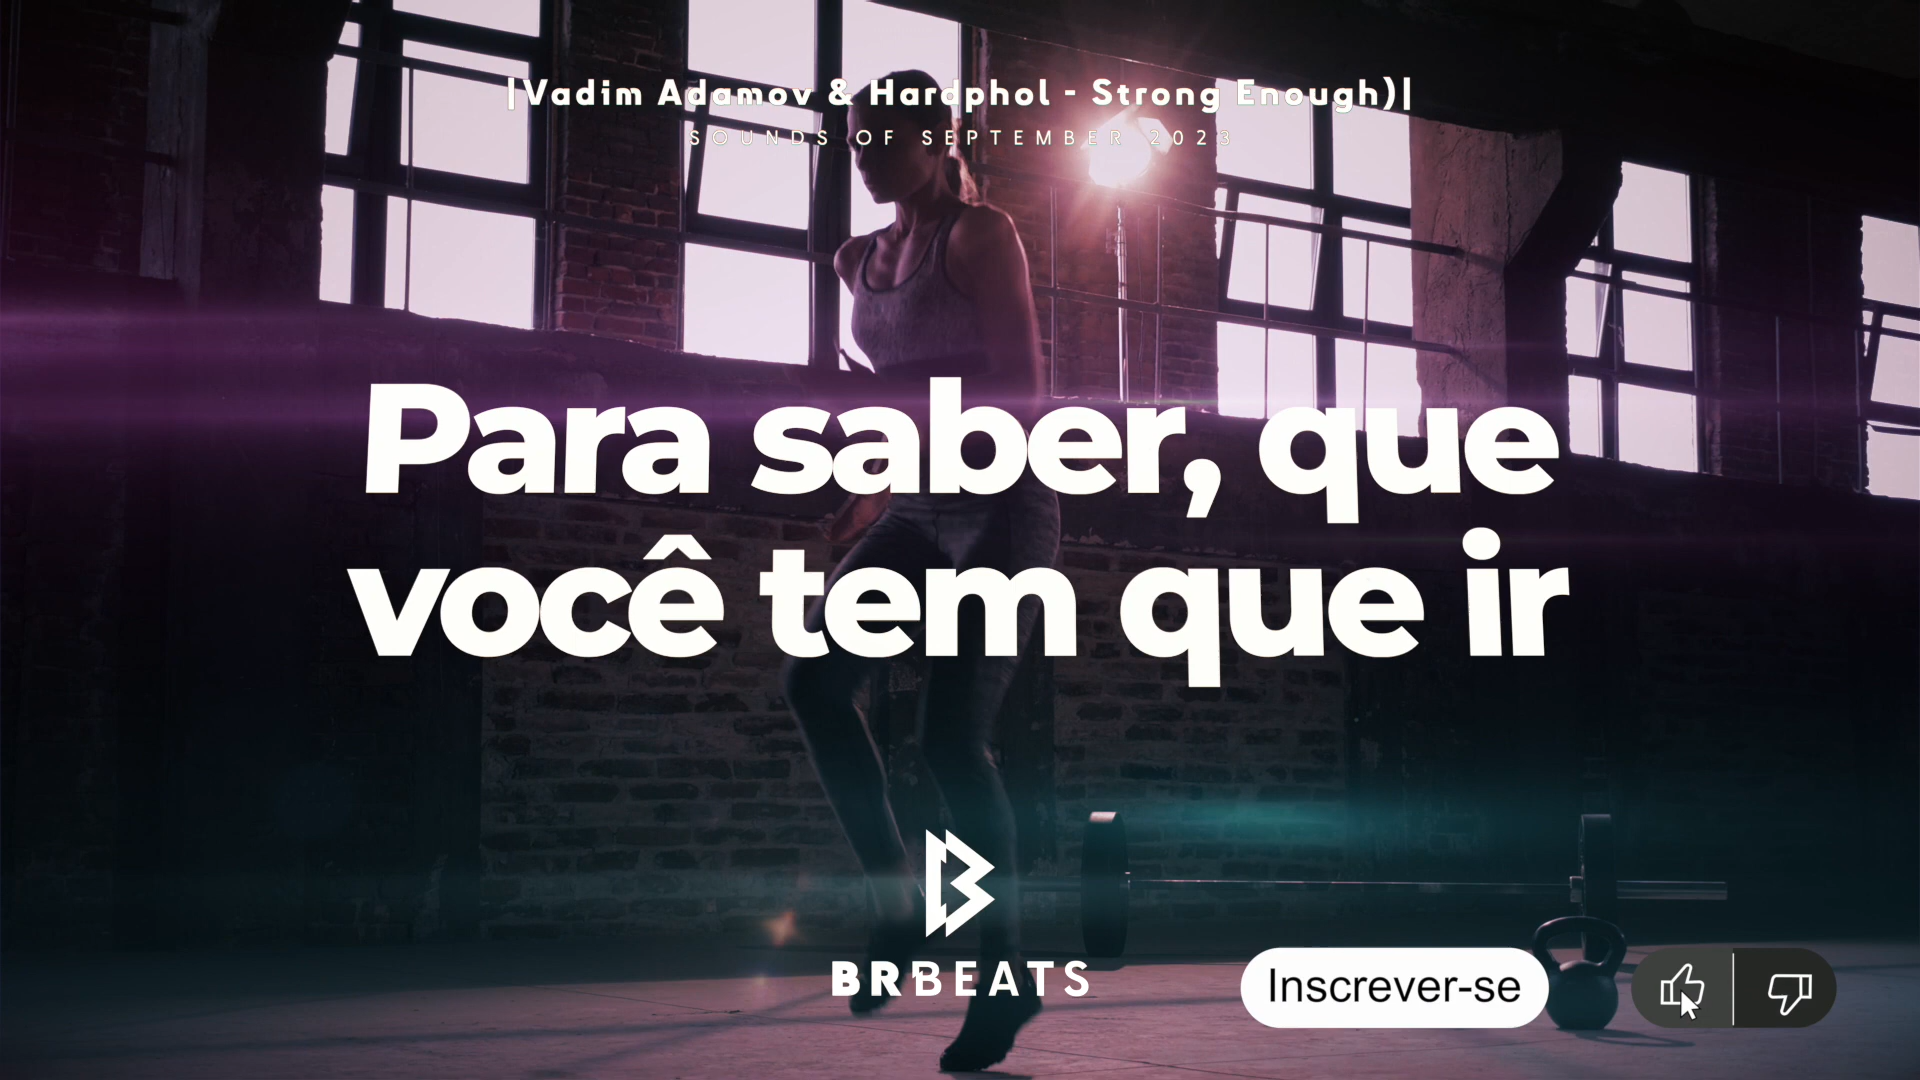 |Vadim Adamov & Hardphol - Strong Enough)|
SOUNDS OF SEPTEMBER 2023
Para saber, que
você tem que ir
BRBEATS
Inscrever-se